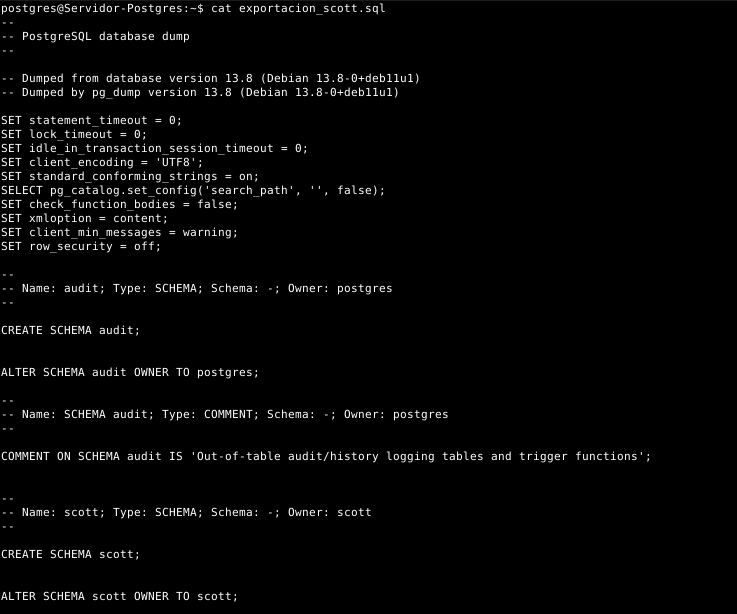 postgres@Servidor-Postgres:~$ cat exportacion_scott.sql
--
-- PostgreSQL database dump
--
-- Dumped from database version 13.8 (Debian 13.8-0+deb11u1)
-- Dumped by pg_dump version 13.8 (Debian 13.8-0+deb11u1)
SET statement_timeout = 0;
SET lock_timeout = 0;
SET idle_in_transaction_session_timeout = 0;
SET client_encoding = 'UTF8';
SET standard_conforming_strings = on;
SELECT pg_catalog.set_config('search_path', '', false);
SET check_function_bodies = false;
SET xmloption = content;
SET client_min_messages = warning;
SET row_security = off;
--
-- Name: audit; Type: SCHEMA; Schema: -; Owner: postgres
--
CREATE SCHEMA audit;
ALTER SCHEMA audit OWNER TO postgres;
--
-- Name: SCHEMA audit; Type: COMMENT; Schema: -; Owner: postgres
--
COMMENT ON SCHEMA audit IS 'Out-of-table audit/history logging tables and trigger functions';
--
-- Name: scott; Type: SCHEMA; Schema: -; Owner: scott
--
CREATE SCHEMA scott;
ALTER SCHEMA scott OWNER TO scott;